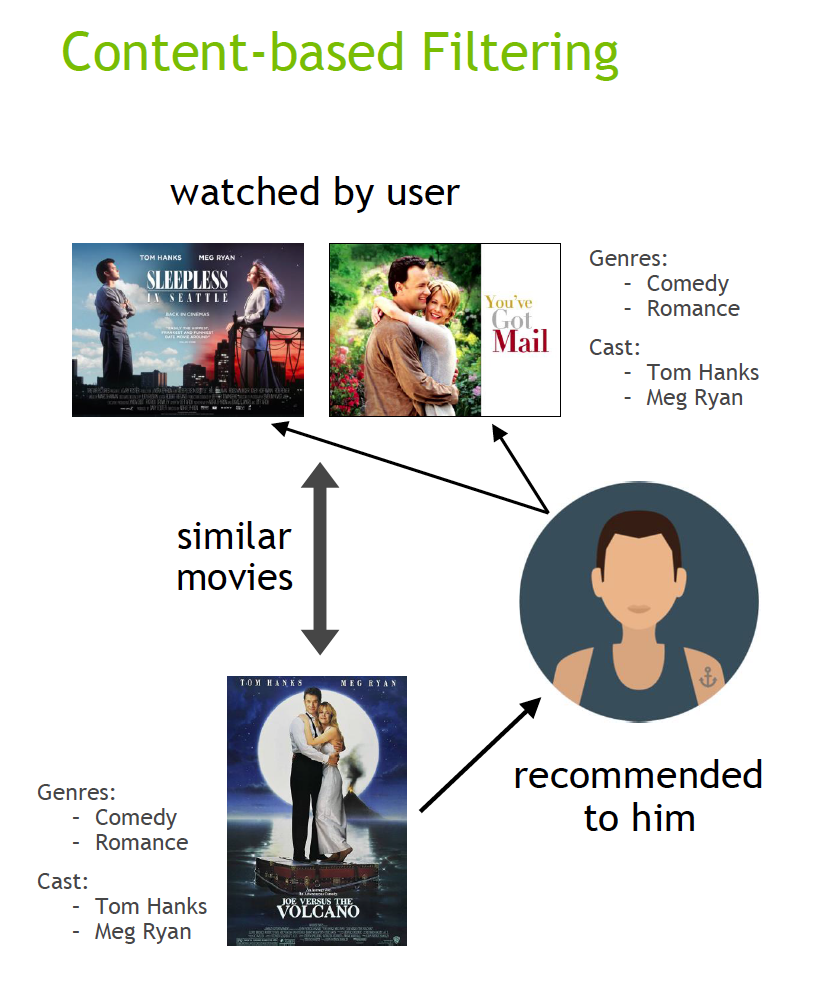 Content-based Filtering
watched by user
TOM HANKS MEG RYAN
SLEEPLESS
IN SEATTLE
BACK IN CINEMAS
You've
Got
Mail
Genres:
- Comedy
- Romance
Cast:
- Tom Hanks
- Meg Ryan
similar
movies
TOM HANKS MEG RYAN
JOE VERSUS THE
VOLCANO
Genres:
- Comedy
- Romance
Cast:
- Tom Hanks
- Meg Ryan
recommended
to him